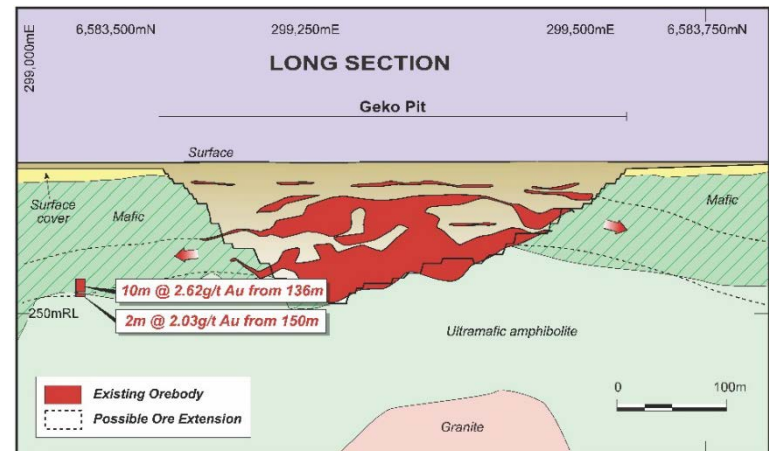 299,000mE
6,583,500mN
299,250mE
299,500mE
6,583,750mN
LONG SECTION
Geko Pit
Surface
Surface
cover
Mafic
Mafic
10m @ 2.62g/t Au from 136m
2m @ 2.03g/t Au from 150m
250mRL
Ultramafic amphibolite
Existing Orebody
Possible Ore Extension
0
100m
Granite